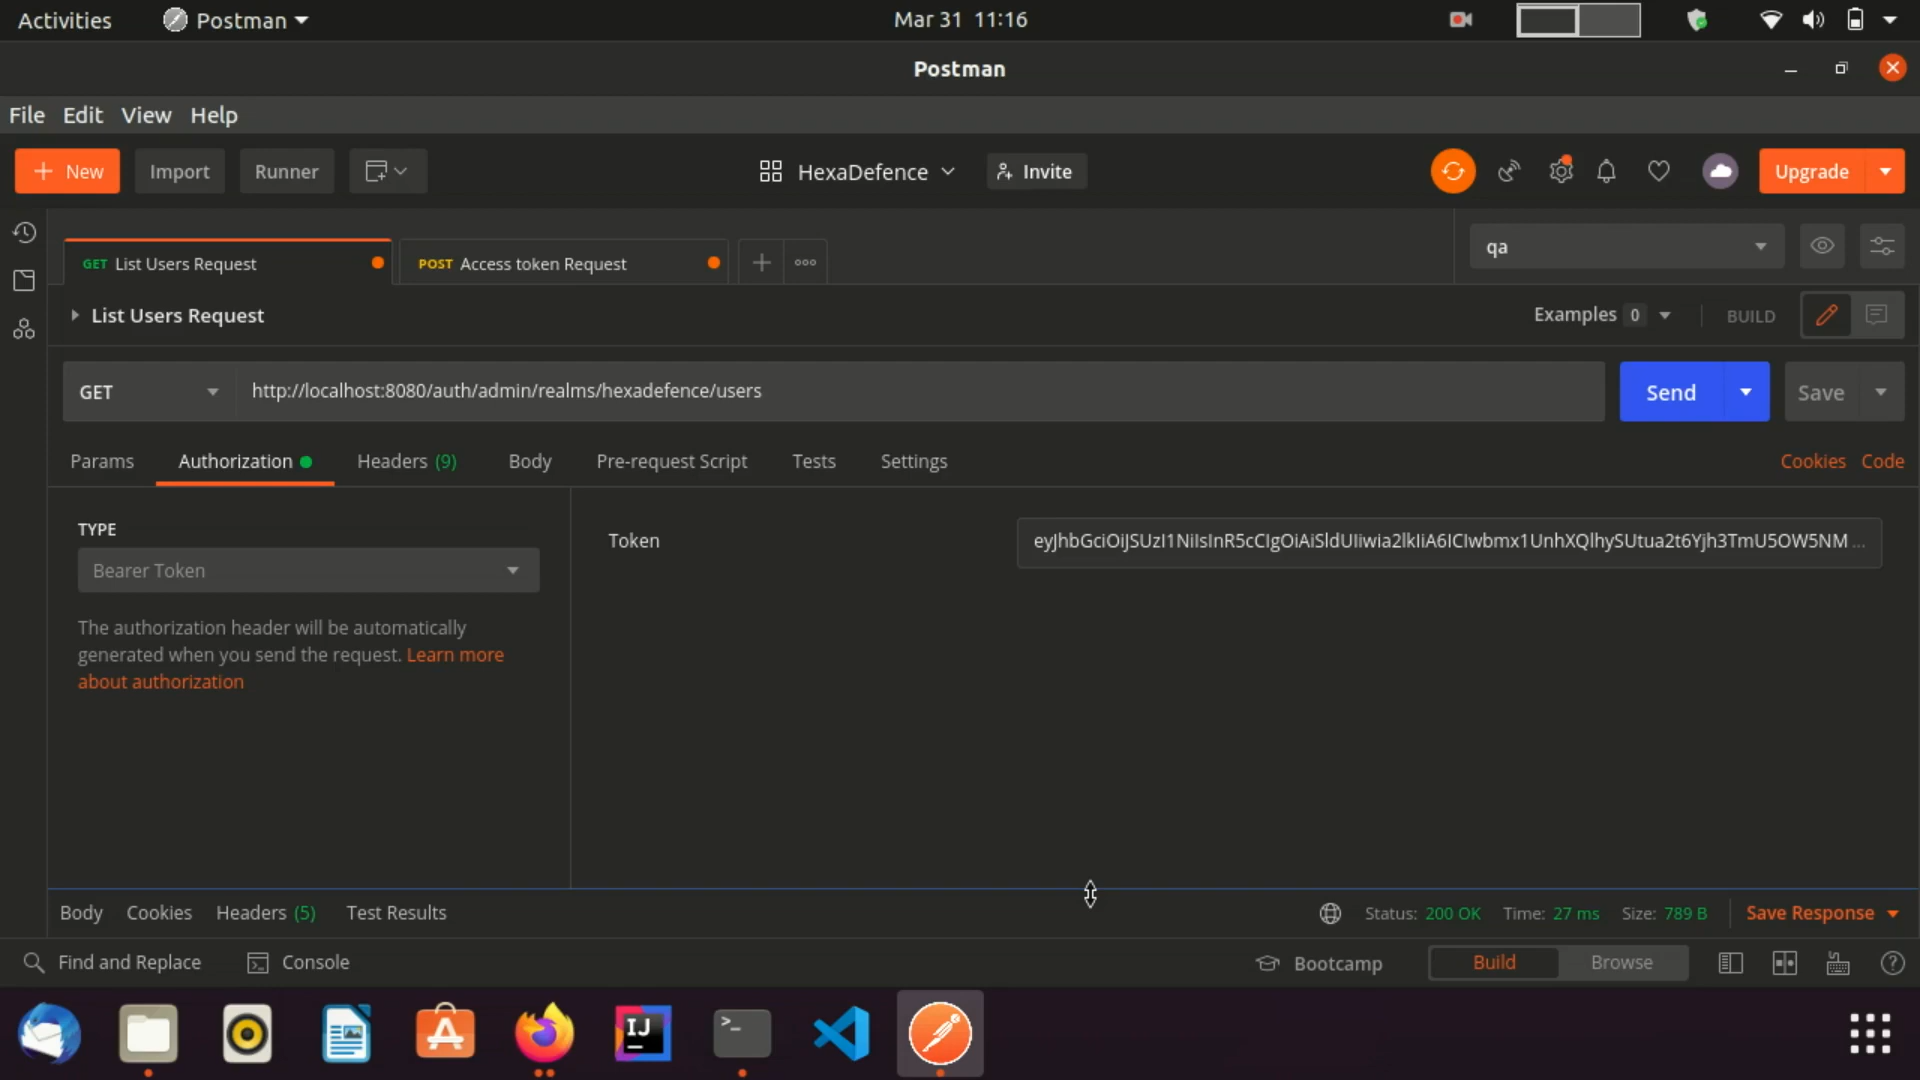 Activities Postman Mar 31 11:16
Postman
File Edit View Help
New Import Runner HexaDefence Invite Upgrade
GET List Users Request POST Access token Request qa
List Users Request Examples 0 BUILD
GET http://localhost:8080/auth/admin/realms/hexadefence/users Send Save
Params Authorization Headers (9) Body Pre-request Script Tests Settings Cookies Code
TYPE
Token
Bearer Token
The authorization header will be automatically
generated when you send the request. Learn more
about authorization
Body Cookies Headers (5) Test Results Status: 200 OK Time: 27 ms Size: 789 B Save Response
Find and Replace Console Bootcamp Build Browse
IJ
>_